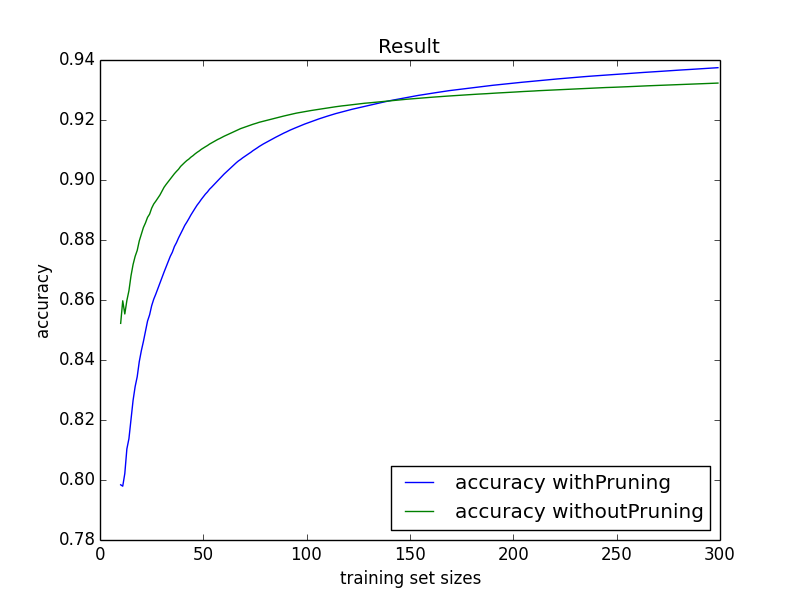 Result
0.94
0.92
0.90
0.88
0.86
0.84
0.82
0.80
0.78
accuracy
accuracy withPruning
accuracy withoutPruning
0 50 100 150 200 250 300
training set sizes